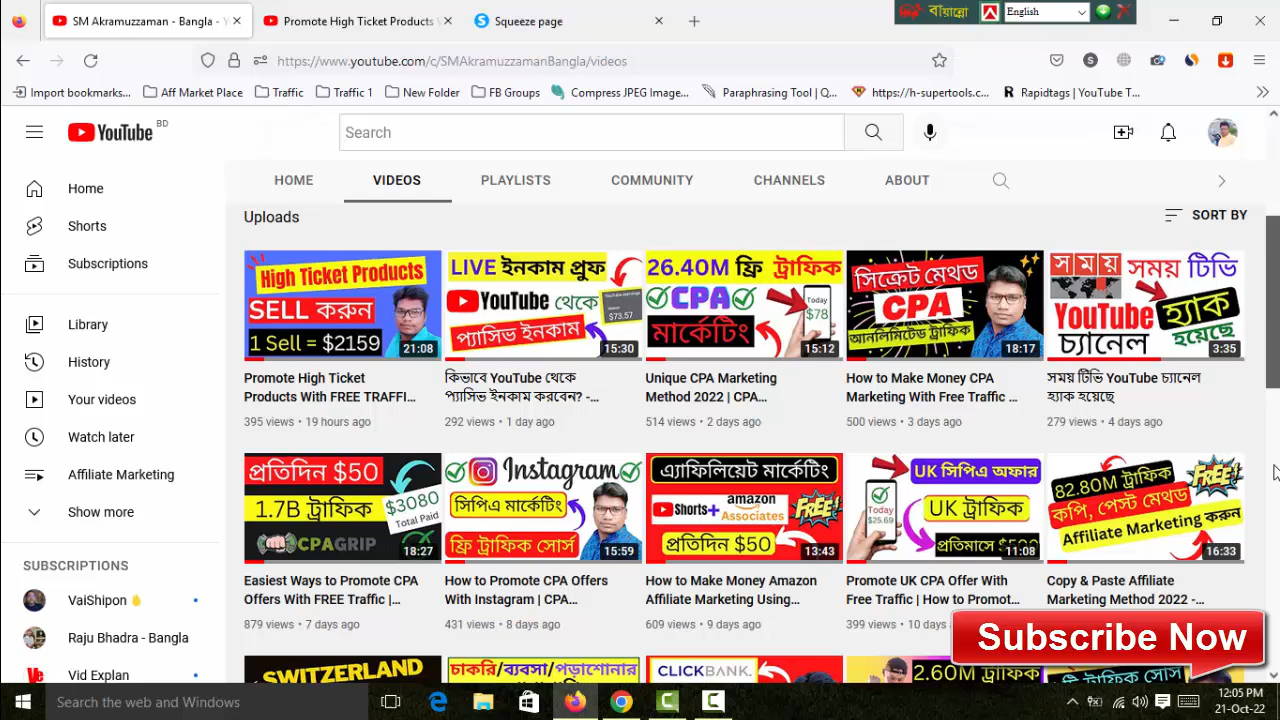 SM Akramuzzaman - Bangla - Y
Promote High Ticket Products V
Squeeze page
বায়ান্নো
English
https://www.youtube.com/c/SMAkramuzzamanBangla/videos
Import bookmarks...
Aff Market Place
Traffic
Traffic 1
New Folder
FB Groups
Compress JPEG Image...
Paraphrasing Tool | Q...
https://h-supertools.c...
Rapidtags | YouTube T...
YouTube BD
Search
HOME
VIDEOS
PLAYLISTS
COMMUNITY
CHANNELS
ABOUT
Home
Shorts
Subscriptions
Library
History
Your videos
Watch later
Affiliate Marketing
Show more
SUBSCRIPTIONS
VaiShipon
Raju Bhadra - Bangla
Vid Explan
Uploads
SORT BY
High Ticket Products
SELL করুন
1 Sell = $2159
21:08
Promote High Ticket
Products With FREE TRAFFI...
395 views • 19 hours ago
LIVE ইনকাম প্রুফ
YouTube থেকে
$73.57
প্যাসিভ ইনকাম
15:30
কিভাবে YouTube থেকে
প্যাসিভ ইনকাম করবেন? -...
292 views • 1 day ago
26.40M ফ্রি ট্রাফিক
CPA
Today
$78
মার্কেটিং
15:12
Unique CPA Marketing
Method 2022 | CPA...
514 views • 2 days ago
সিক্রেট মেথড
CPA
আনলিমিটেড ট্রাফিক
18:17
How to Make Money CPA
Marketing With Free Traffic ...
500 views • 3 days ago
সময় সময় টিভি
YouTube হ্যাক
চ্যানেল হয়েছে
3:35
সময় টিভি YouTube চ্যানেল
হ্যাক হয়েছে
279 views • 4 days ago
প্রতিদিন $50
1.7B ট্রাফিক
$3080
Total Paid
CPAGRIP
18:27
Easiest Ways to Promote CPA
Offers With FREE Traffic |...
879 views • 7 days ago
Instagram
সিপিএ মার্কেটিং
ফ্রি ট্রাফিক সোর্স
15:59
How to Promote CPA Offers
With Instagram | CPA...
431 views • 8 days ago
এ্যাফিলিয়েট মার্কেটিং
Shorts+ amazon
Associates
FREE!
প্রতিদিন $50
13:43
How to Make Money Amazon
Affiliate Marketing Using...
609 views • 9 days ago
UK সিপিএ অফার
Today
$25.69
UK ট্রাফিক
প্রতিমাসে
11:08
Promote UK CPA Offer With
Free Traffic | How to Promot...
399 views • 10 days
82.80M ট্রাফিক
FREE!
কপি, পেস্ট মেথড
Affiliate Marketing করুন
16:33
Copy & Paste Affiliate
Marketing Method 2022 -...
Subscribe Now
SWITZERLAND
চাকরি/ব্যবসা/পড়াশোনার
CLICKBANK.
2.60M ট্রাফিক
Search the web and Windows
12:05 PM
21-Oct-22